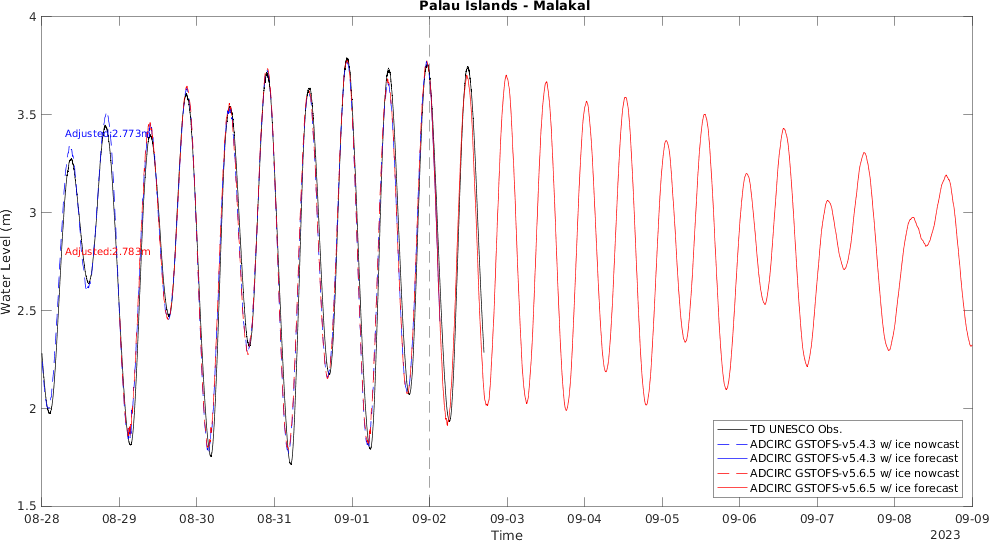 Palau Islands - Malakal
4
3.5
3
2.5
2
1.5
Water Level (m)
Adjusted:2.773m
Adjusted:2.783m
TD UNESCO Obs.
ADCIRC GSTOFS-v5.4.3 w/ ice nowcast
ADCIRC GSTOFS-v5.4.3 w/ ice forecast
ADCIRC GSTOFS-v5.6.5 w/ ice nowcast
ADCIRC GSTOFS-v5.6.5 w/ ice forecast
08-28 08-29 08-30 08-31 09-01 09-02 09-03 09-04 09-05 09-06 09-07 09-08 09-09
Time
2023